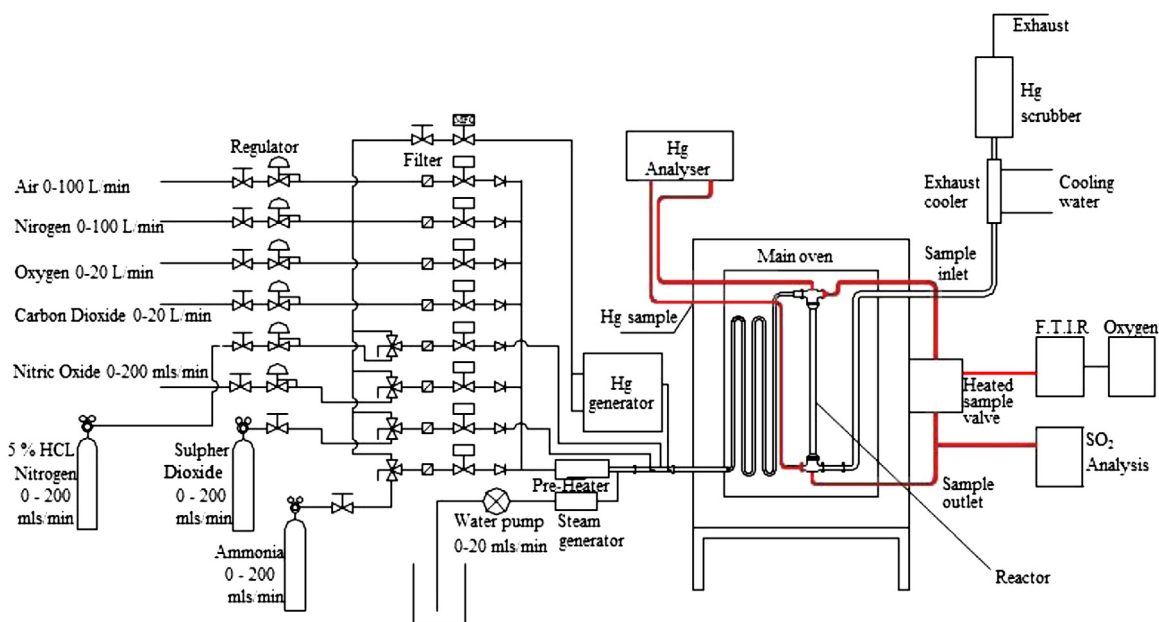 Exhaust
Hg
scrubber
MFC
Regulator
Filter
Hg
Analyser
Exhaust
cooler
Cooling
water
Air 0-100 L/min
Nirogen 0-100 L/min
Oxygen 0-20 L/min
Carbon Dioxide 0-20 L/min
Nitric Oxide 0-200 mls/min
Main oven
Sample
inlet
Hg sample
F.T.I.R
Oxygen
Hg
generator
Heated
sample
valve
5 % HCL
Nitrogen
0 - 200
mls/min
Sulpher
Dioxide
0 - 200
mls/min
SO2
Analysis
Pre-Heater
Sample
outlet
Water pump
0-20 mls/min
Steam
generator
Ammonia
0 - 200
mls/min
Reactor